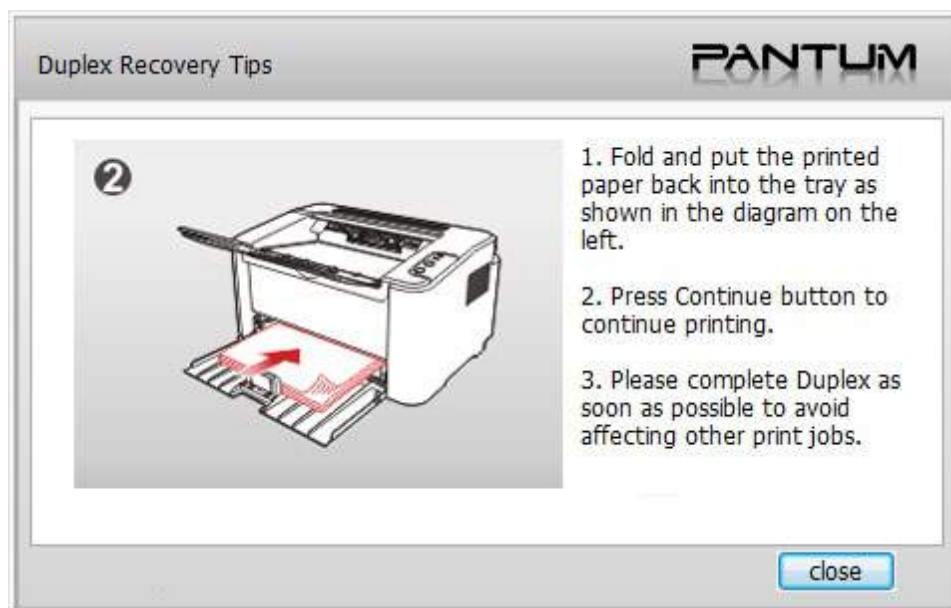 Duplex Recovery Tips
PANTUM
2
1. Fold and put the printed
paper back into the tray as
shown in the diagram on the
left.
2. Press Continue button to
continue printing.
3. Please complete Duplex as
soon as possible to avoid
affecting other print jobs.
close